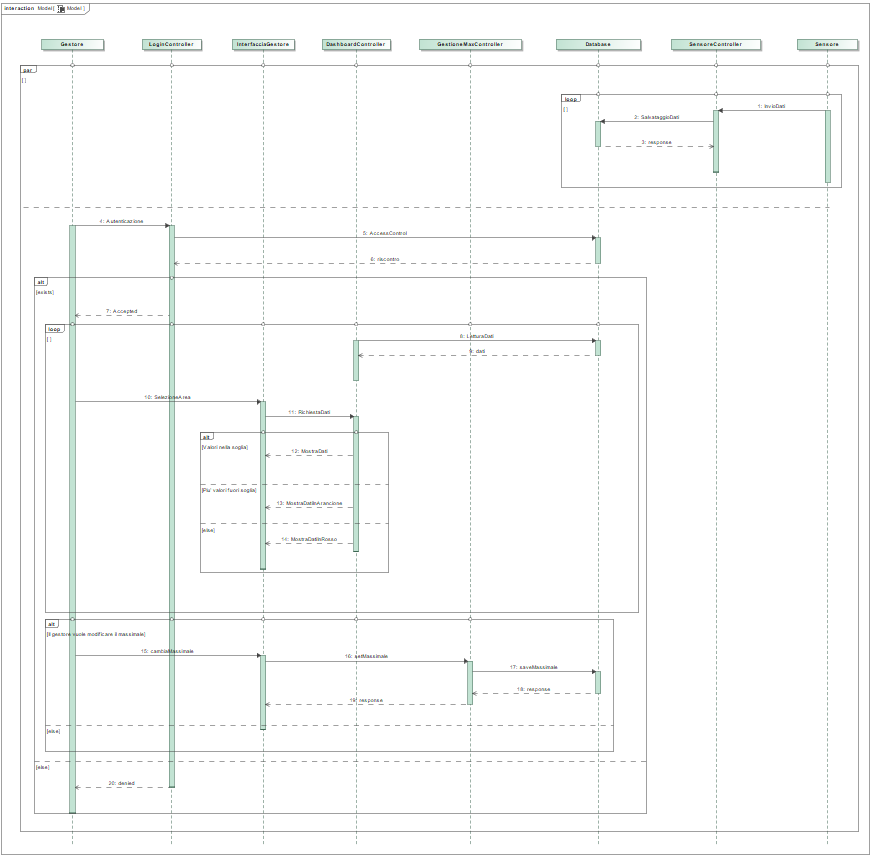 interaction Model [ Model ]
Gestore
LoginController
InterfacciaGestore
DashboardController
GestioneMaxController
Database
SensoreController
Sensore
par
[ ]
loop
[ ]
1: InvioDati
2: SalvataggioDati
3: response
4: Autenticazione
5: AccessControl
6: riscontro
alt
[exists]
7: Accepted
loop
[ ]
8: LetturaDati
9: dati
10: SelezioneArea
11: RichiestaDati
alt
[Valori nella soglia]
12: MostraDati
[Piu' valori fuori soglia]
13: MostraDatiInArancione
[else]
14: MostraDatiInRosso
alt
[Il gestore vuole modificare il massimale]
15: cambiaMassimale
16: setMassimale
17: saveMassimale
18: response
19: response
[else]
[else]
20: denied